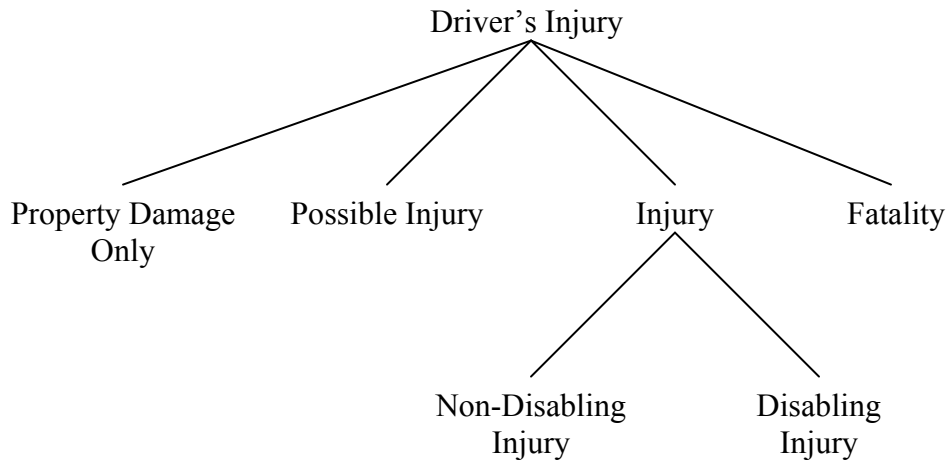 Driver’s Injury
Property Damage
Only
Possible Injury
Injury
Fatality
Non-Disabling
Injury
Disabling
Injury